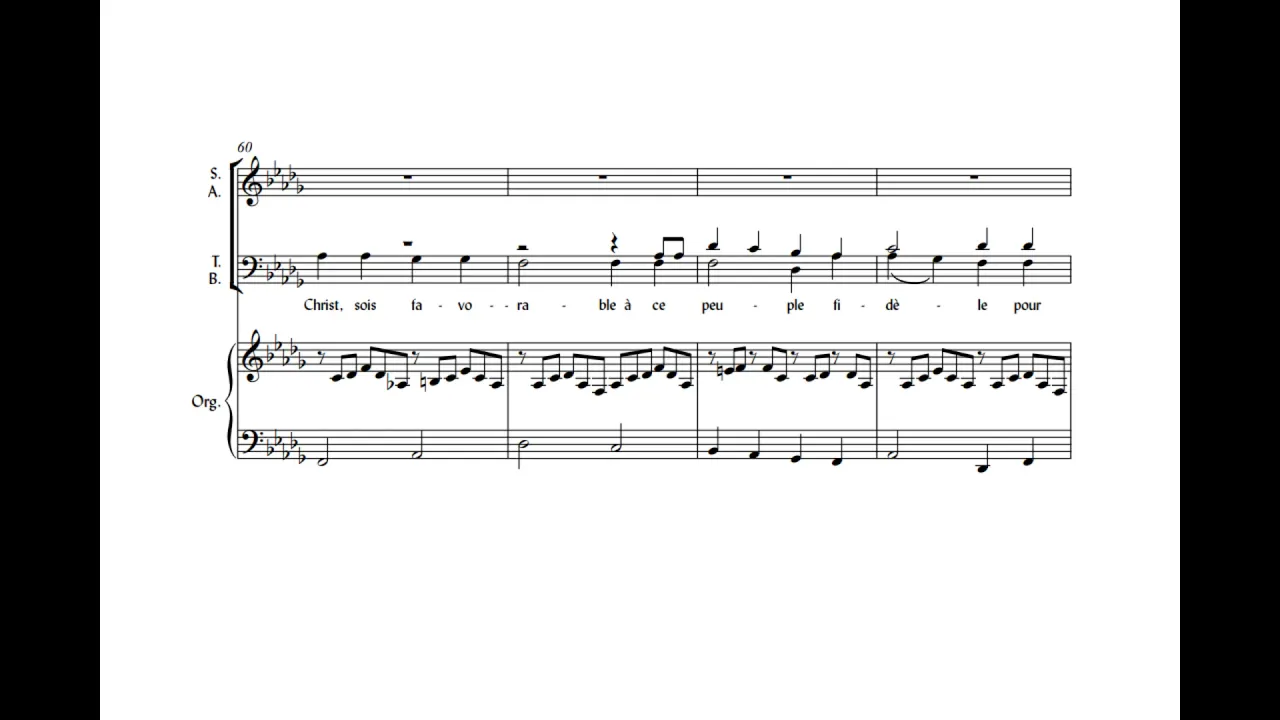 60
S.
A.
T.
B.
Christ, sois fa - vo - - ra - ble à ce peu - ple fi - dè - le pour
Org.